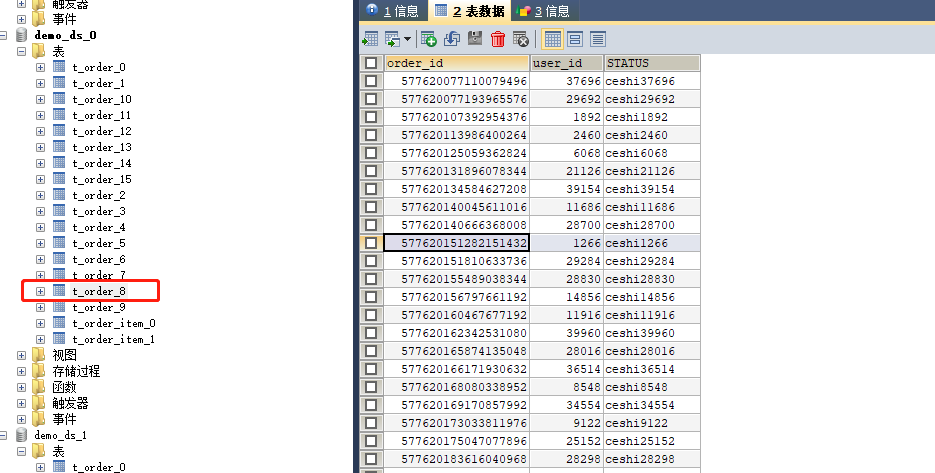 触发器
事件
demo_ds_0
表
t_order_0
t_order_1
t_order_10
t_order_11
t_order_12
t_order_13
t_order_14
t_order_15
t_order_2
t_order_3
t_order_4
t_order_5
t_order_6
t_order_7
t_order_8
t_order_9
t_order_item_0
t_order_item_1
视图
存储过程
函数
触发器
事件
demo_ds_1
表
t_order_0
1 信息 2 表数据 3 信息
order_id user_id STATUS
577620077110079496 37696 ceshi37696
577620077193965576 29692 ceshi29692
577620107392954376 1892 ceshi1892
577620113986400264 2460 ceshi2460
577620125059362824 6068 ceshi6068
577620131896078344 21126 ceshi21126
577620134584627208 39154 ceshi39154
577620140045611016 11686 ceshi11686
577620140666368008 28700 ceshi28700
577620151282151432 1266 ceshi1266
577620151810633736 29284 ceshi29284
577620155489038344 28830 ceshi28830
577620156797661192 14856 ceshi14856
577620160467677192 11916 ceshi11916
577620162342531080 39960 ceshi39960
577620165874135048 28016 ceshi28016
577620166171930632 36514 ceshi36514
577620168080338952 8548 ceshi8548
577620169170857992 34554 ceshi34554
577620173033811976 9122 ceshi9122
577620175047077896 25152 ceshi25152
577620183616040968 28298 ceshi28298